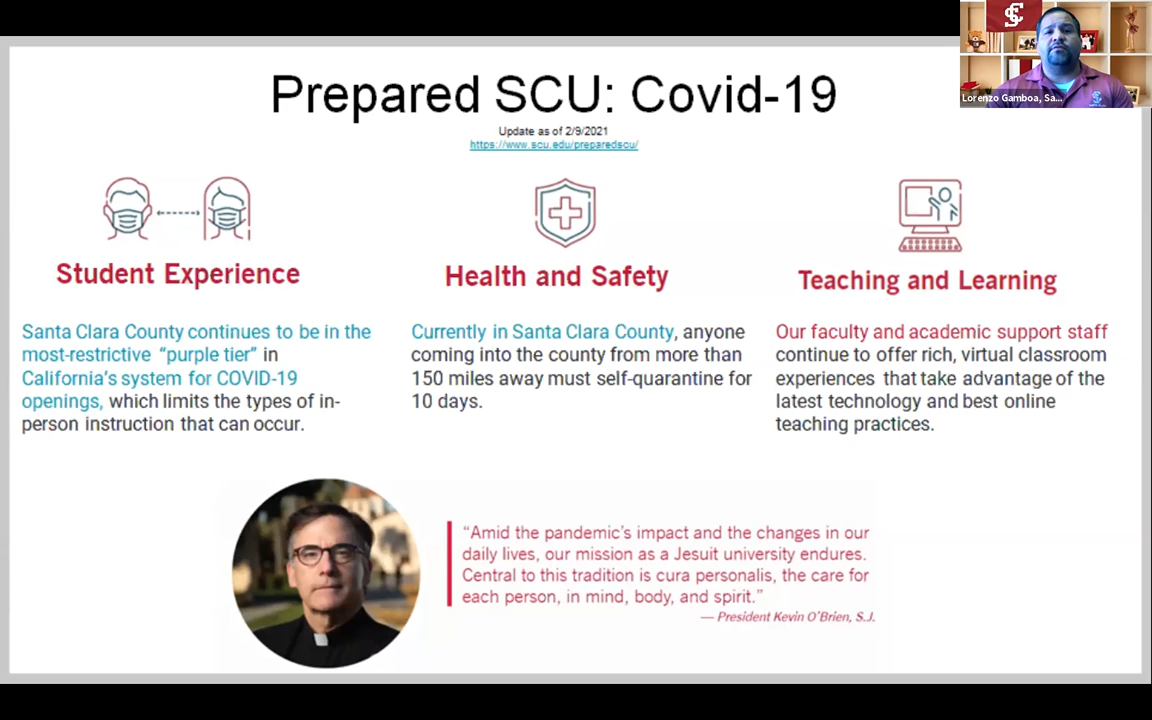 Prepared SCU: Covid-19
Update as of 2/9/2021
https://www.scu.edu/preparedscu/
Lorenzo Gamboa, Sa...
Student Experience
Santa Clara County continues to be in the
most-restrictive “purple tier” in
California’s system for COVID-19
openings, which limits the types of in-
person instruction that can occur.
Health and Safety
Currently in Santa Clara County, anyone
coming into the county from more than
150 miles away must self-quarantine for
10 days.
Teaching and Learning
Our faculty and academic support staff
continue to offer rich, virtual classroom
experiences that take advantage of the
latest technology and best online
teaching practices.
“Amid the pandemic’s impact and the changes in our
daily lives, our mission as a Jesuit university endures.
Central to this tradition is cura personalis, the care for
each person, in mind, body, and spirit.”
— President Kevin O’Brien, S.J.